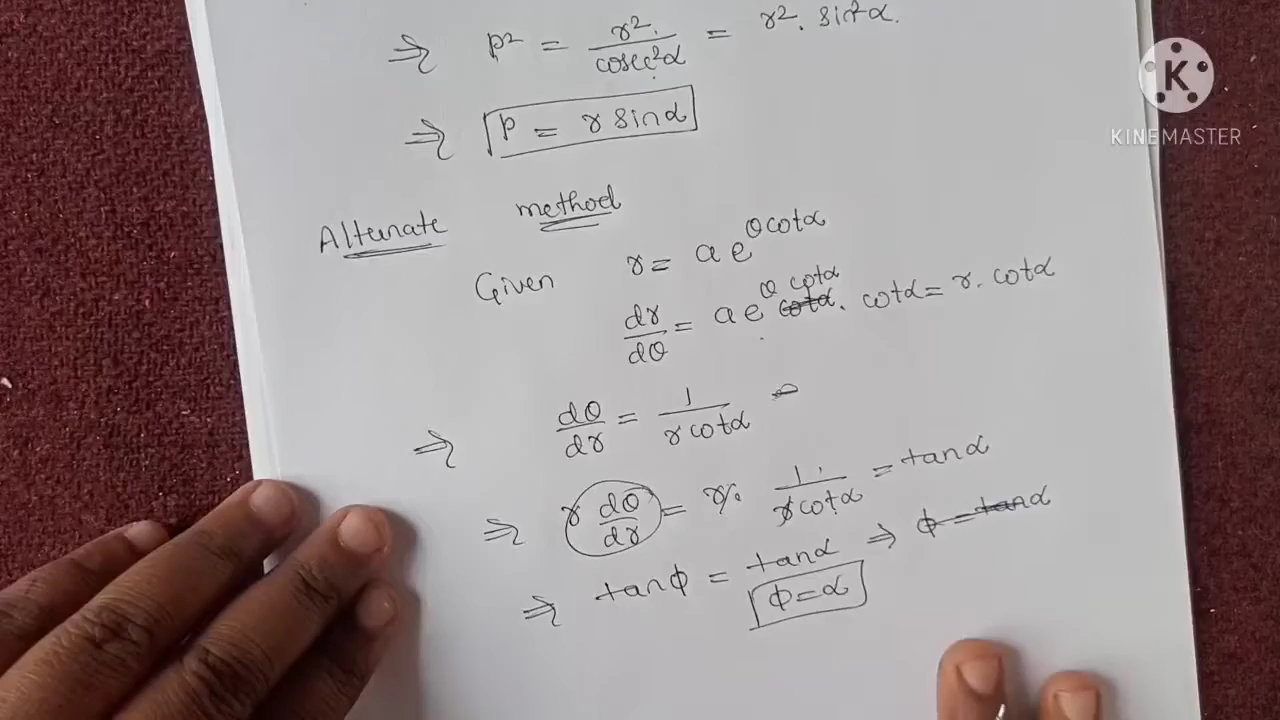 ⇒ p² = r²/cosec²α = r². sin²α.
⇒ p = r sinα
K
KINEMASTER
Alternate method
Given r = a e^θcotα
dr/dθ = a e^θ cotα. cotα = r. cotα
⇒ dθ/dr = 1/r cotα
⇒ r dθ/dr = r. 1/r cotα = tanα
⇒ tanϕ = tanα ⇒ ϕ = tanα
ϕ = α